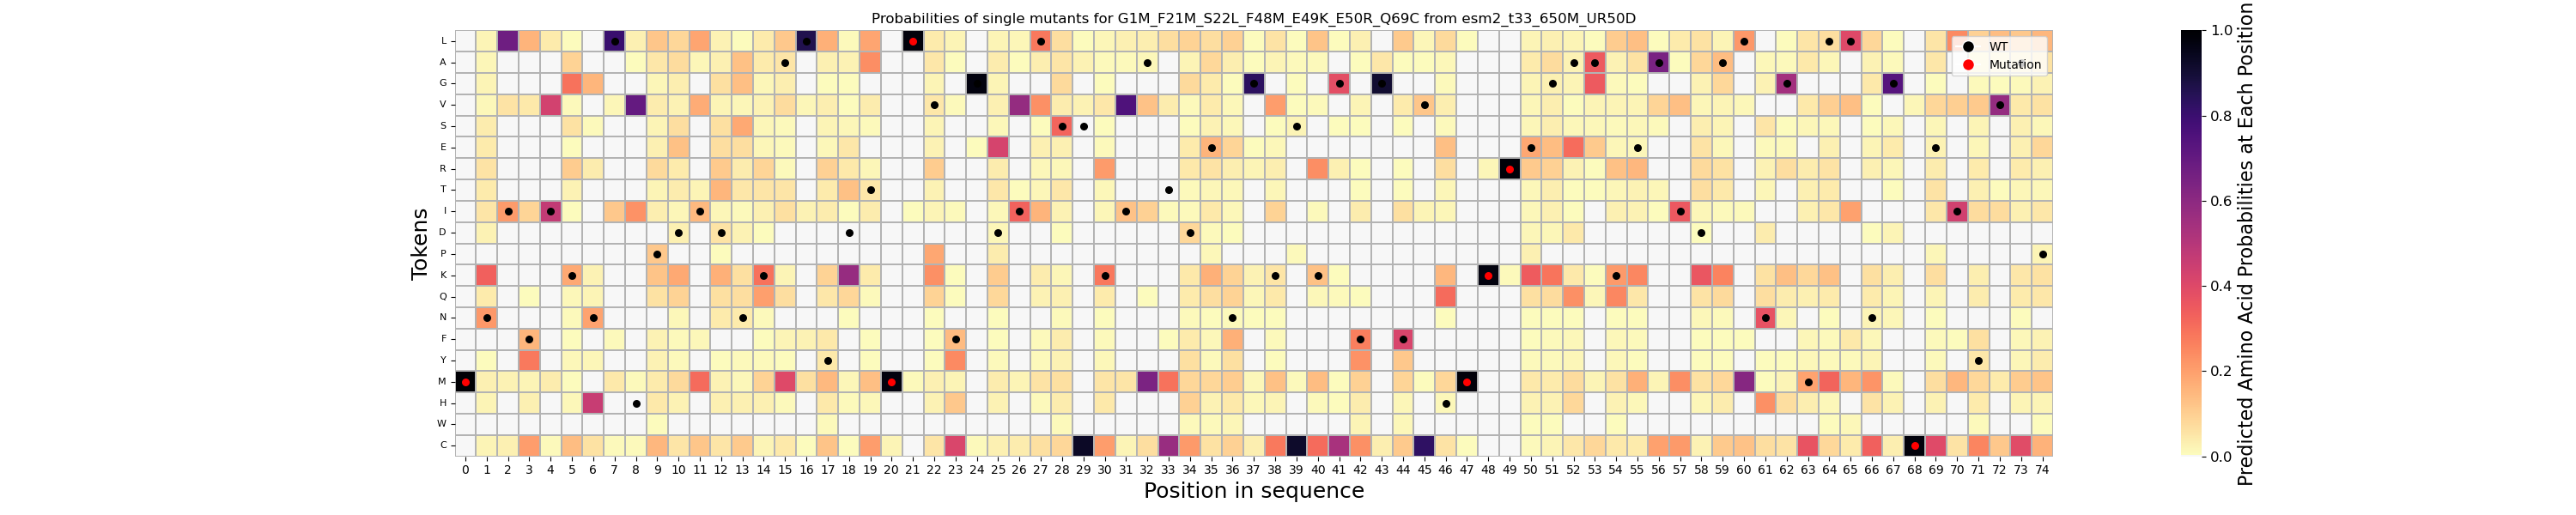 Probabilities of single mutants for G1M_F21M_S22L_F48M_E49K_E50R_Q69C from esm2_t33_650M_UR50D
Tokens
L
A
G
V
S
E
R
T
I
D
P
K
Q
N
F
Y
M
H
W
C
0 1 2 3 4 5 6 7 8 9 10 11 12 13 14 15 16 17 18 19 20 21 22 23 24 25 26 27 28 29 30 31 32 33 34 35 36 37 38 39 40 41 42 43 44 45 46 47 48 49 50 51 52 53 54 55 56 57 58 59 60 61 62 63 64 65 66 67 68 69 70 71 72 73 74
Position in sequence
WT
Mutation
1.0
0.8
0.6
0.4
0.2
0.0
Predicted Amino Acid Probabilities at Each Position